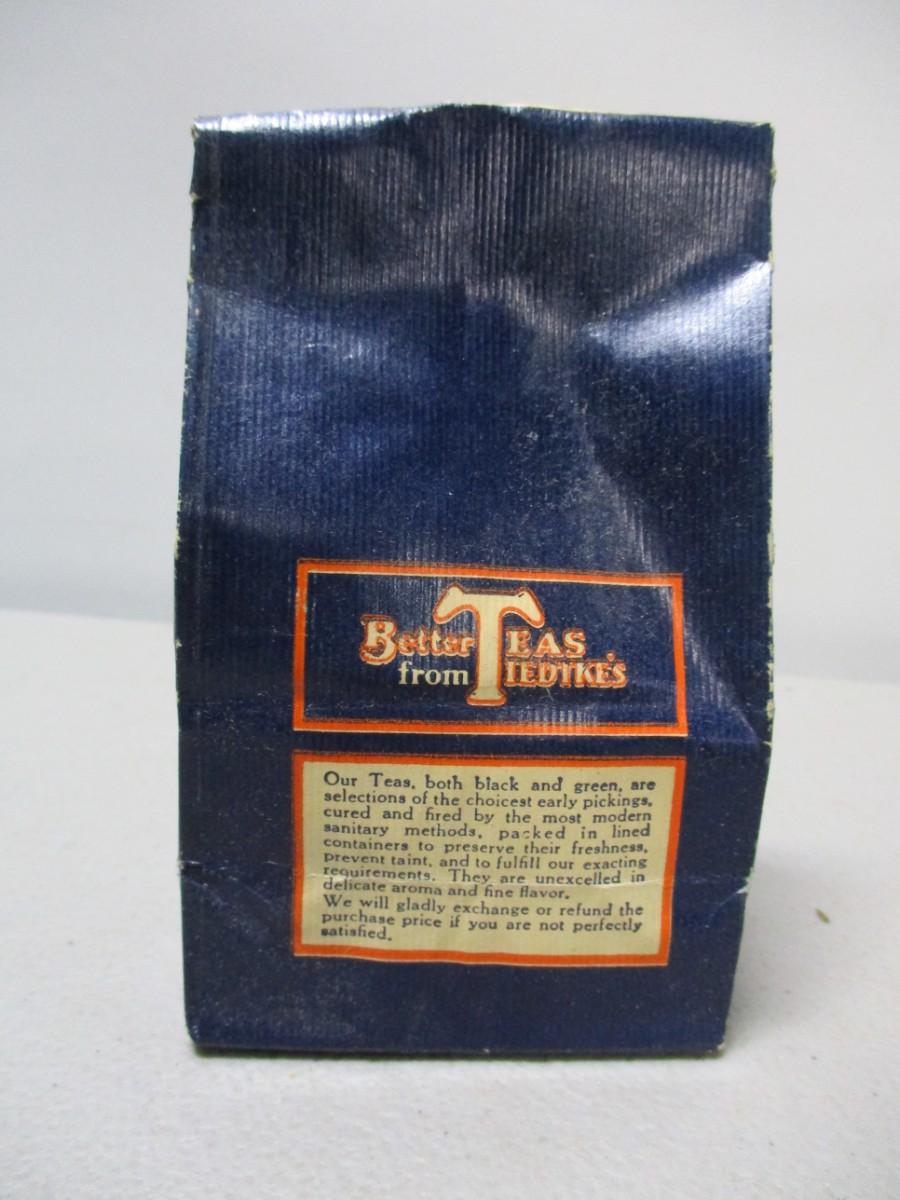 Better TEAS
from TIEDTKE'S
Our Teas, both black and green, are
selections of the choicest early pickings,
cured and fired by the most modern
sanitary methods, packed in lined
containers to preserve their freshness,
prevent taint, and to fulfill our exacting
requirements. They are unexcelled in
delicate aroma and fine flavor.
We will gladly exchange or refund the
purchase price if you are not perfectly
satisfied.